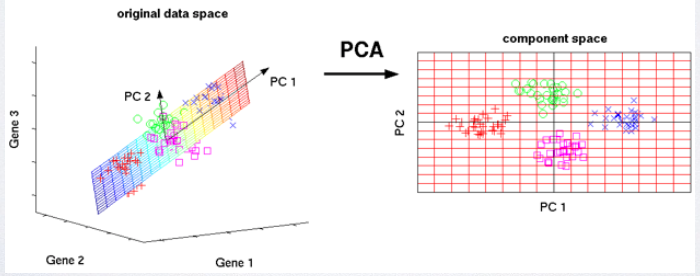 original data space
component space
PCA
PC 1
PC 2
Gene 3
PC 2
Gene 2
Gene 1
PC 1